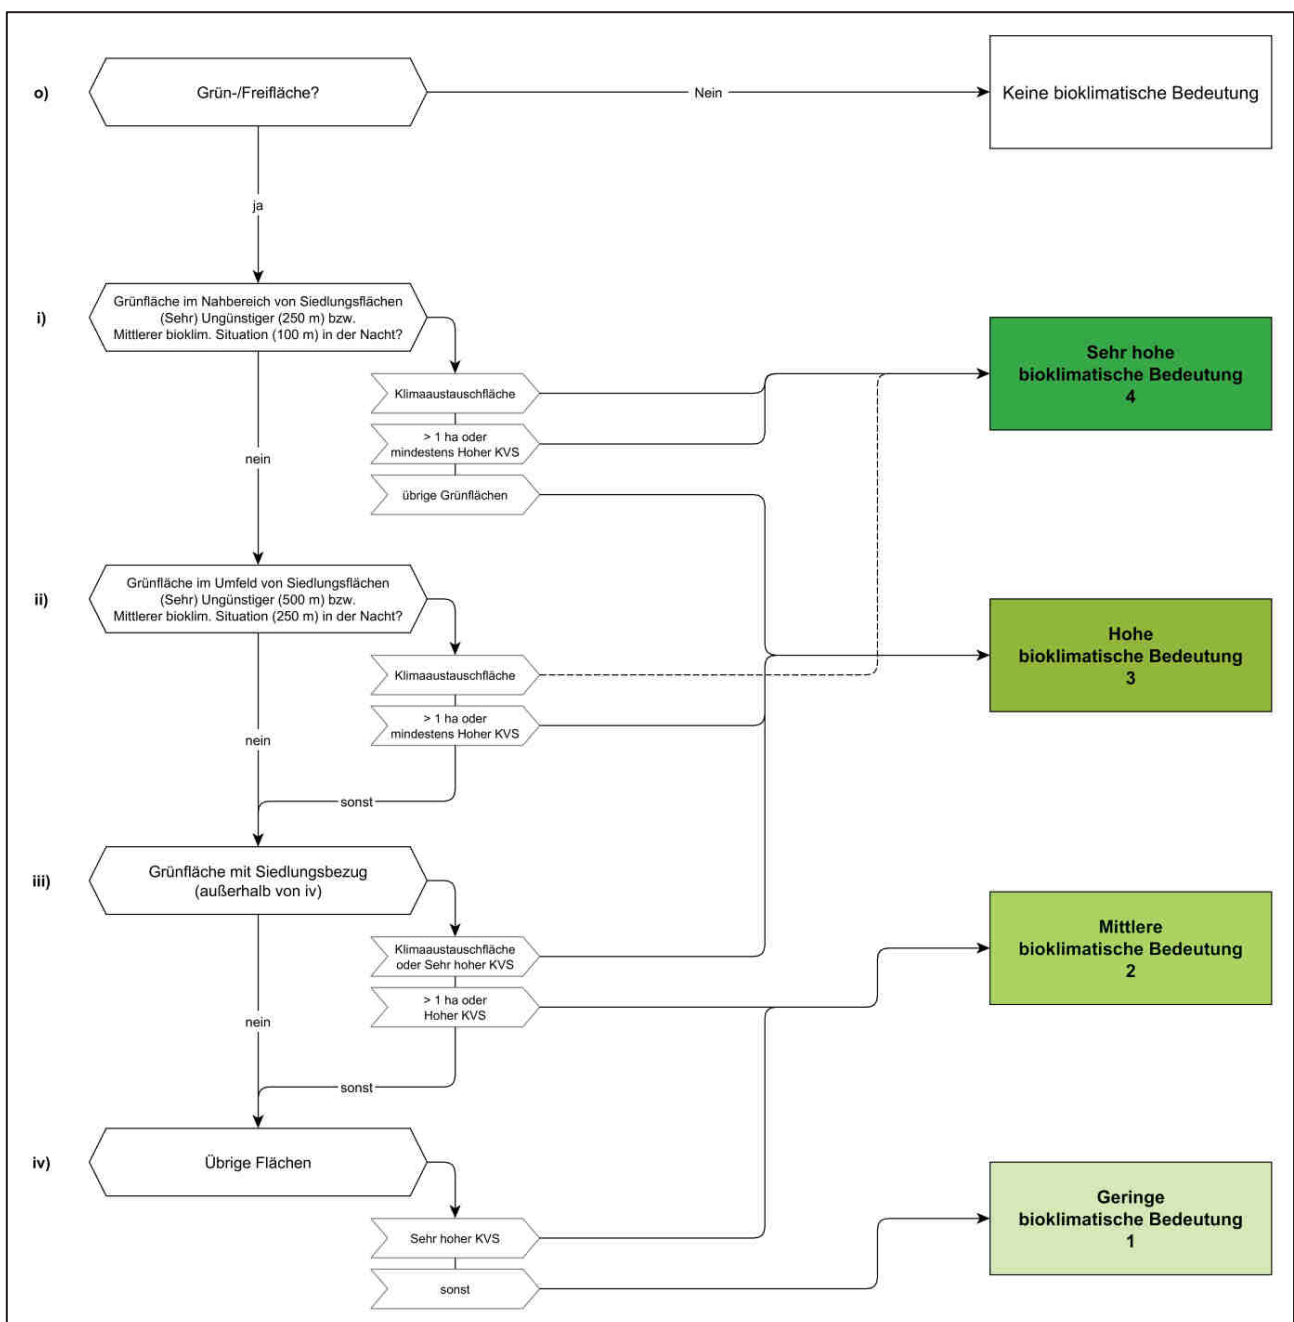 o)
Grün-/Freifläche?
Nein
Keine bioklimatische Bedeutung
ja
i)
Grünfläche im Nahbereich von Siedlungsflächen
(Sehr) Ungünstiger (250 m) bzw.
Mittlerer bioklim. Situation (100 m) in der Nacht?
Klimaaustauschfläche
> 1 ha oder
mindestens Hoher KVS
übrige Grünflächen
Sehr hohe
bioklimatische Bedeutung
4
nein
ii)
Grünfläche im Umfeld von Siedlungsflächen
(Sehr) Ungünstiger (500 m) bzw.
Mittlerer bioklim. Situation (250 m) in der Nacht?
Klimaaustauschfläche
> 1 ha oder
mindestens Hoher KVS
Hohe
bioklimatische Bedeutung
3
nein
sonst
iii)
Grünfläche mit Siedlungsbezug
(außerhalb von iv)
Klimaaustauschfläche
oder Sehr hoher KVS
> 1 ha oder
Hoher KVS
Mittlere
bioklimatische Bedeutung
2
nein
sonst
iv)
Übrige Flächen
Sehr hoher KVS
sonst
Geringe
bioklimatische Bedeutung
1